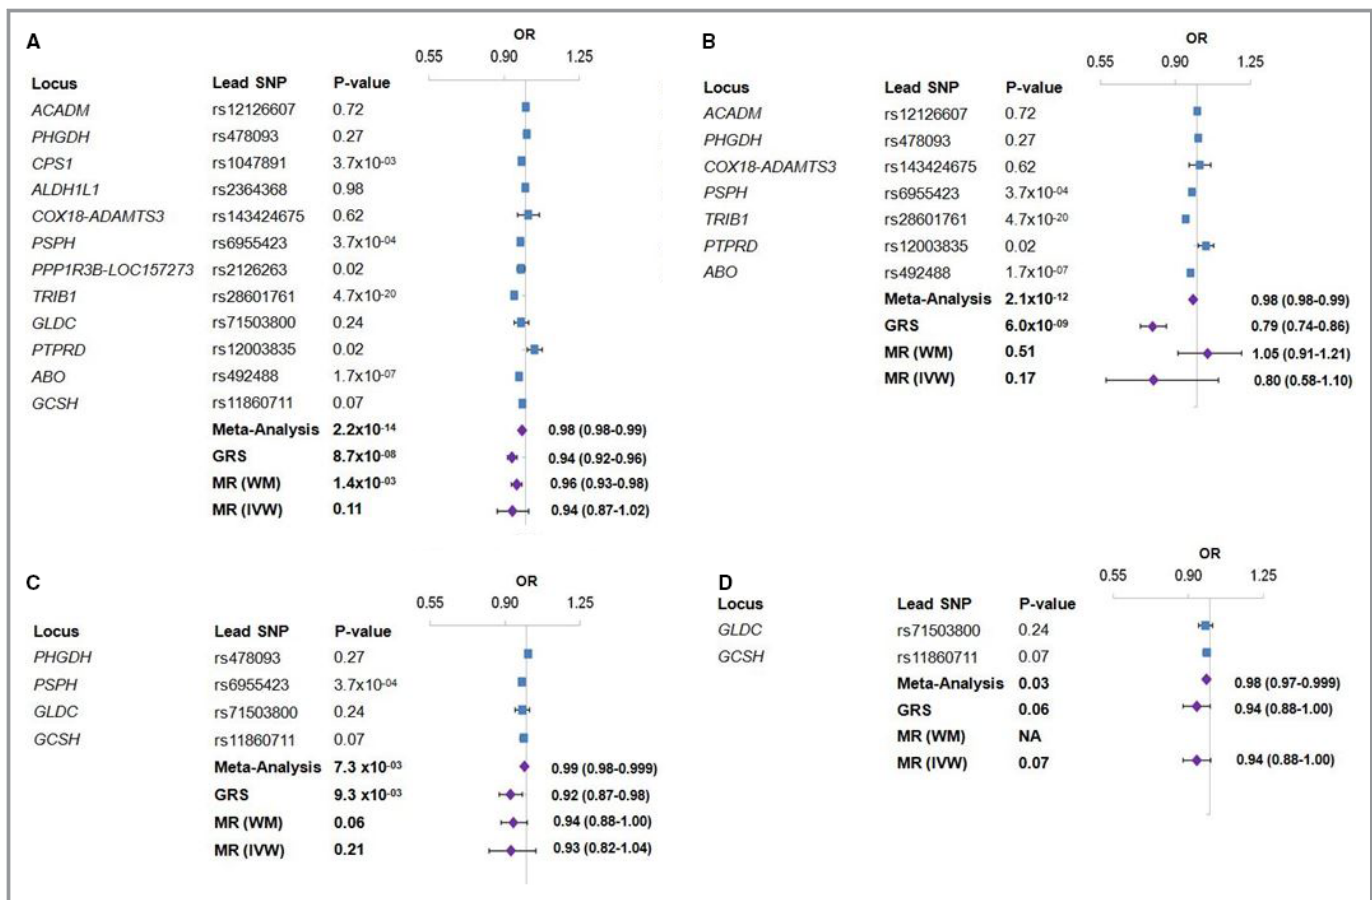 A
OR
0.55 0.90 1.25
Locus Lead SNP P-value
ACADM rs12126607 0.72
PHGDH rs478093 0.27
CPS1 rs1047891 3.7x10-03
ALDH1L1 rs2364368 0.98
COX18-ADAMTS3 rs143424675 0.62
PSPH rs6955423 3.7x10-04
PPP1R3B-LOC157273 rs2126263 0.02
TRIB1 rs28601761 4.7x10-20
GLDC rs71503800 0.24
PTPRD rs12003835 0.02
ABO rs492488 1.7x10-07
GCSH rs11860711 0.07
Meta-Analysis 2.2x10-14 0.98 (0.98-0.99)
GRS 8.7x10-08 0.94 (0.92-0.96)
MR (WM) 1.4x10-03 0.96 (0.93-0.98)
MR (IVW) 0.11 0.94 (0.87-1.02)
B
OR
0.55 0.90 1.25
Locus Lead SNP P-value
ACADM rs12126607 0.72
PHGDH rs478093 0.27
COX18-ADAMTS3 rs143424675 0.62
PSPH rs6955423 3.7x10-04
TRIB1 rs28601761 4.7x10-20
PTPRD rs12003835 0.02
ABO rs492488 1.7x10-07
Meta-Analysis 2.1x10-12 0.98 (0.98-0.99)
GRS 6.0x10-09 0.79 (0.74-0.86)
MR (WM) 0.51 1.05 (0.91-1.21)
MR (IVW) 0.17 0.80 (0.58-1.10)
C
OR
0.55 0.90 1.25
Locus Lead SNP P-value
PHGDH rs478093 0.27
PSPH rs6955423 3.7x10-04
GLDC rs71503800 0.24
GCSH rs11860711 0.07
Meta-Analysis 7.3 x10-03 0.99 (0.98-0.999)
GRS 9.3 x10-03 0.92 (0.87-0.98)
MR (WM) 0.06 0.94 (0.88-1.00)
MR (IVW) 0.21 0.93 (0.82-1.04)
D
OR
0.55 0.90 1.25
Locus Lead SNP P-value
GLDC rs71503800 0.24
GCSH rs11860711 0.07
Meta-Analysis 0.03 0.98 (0.97-0.999)
GRS 0.06 0.94 (0.88-1.00)
MR (WM) NA
MR (IVW) 0.07 0.94 (0.88-1.00)